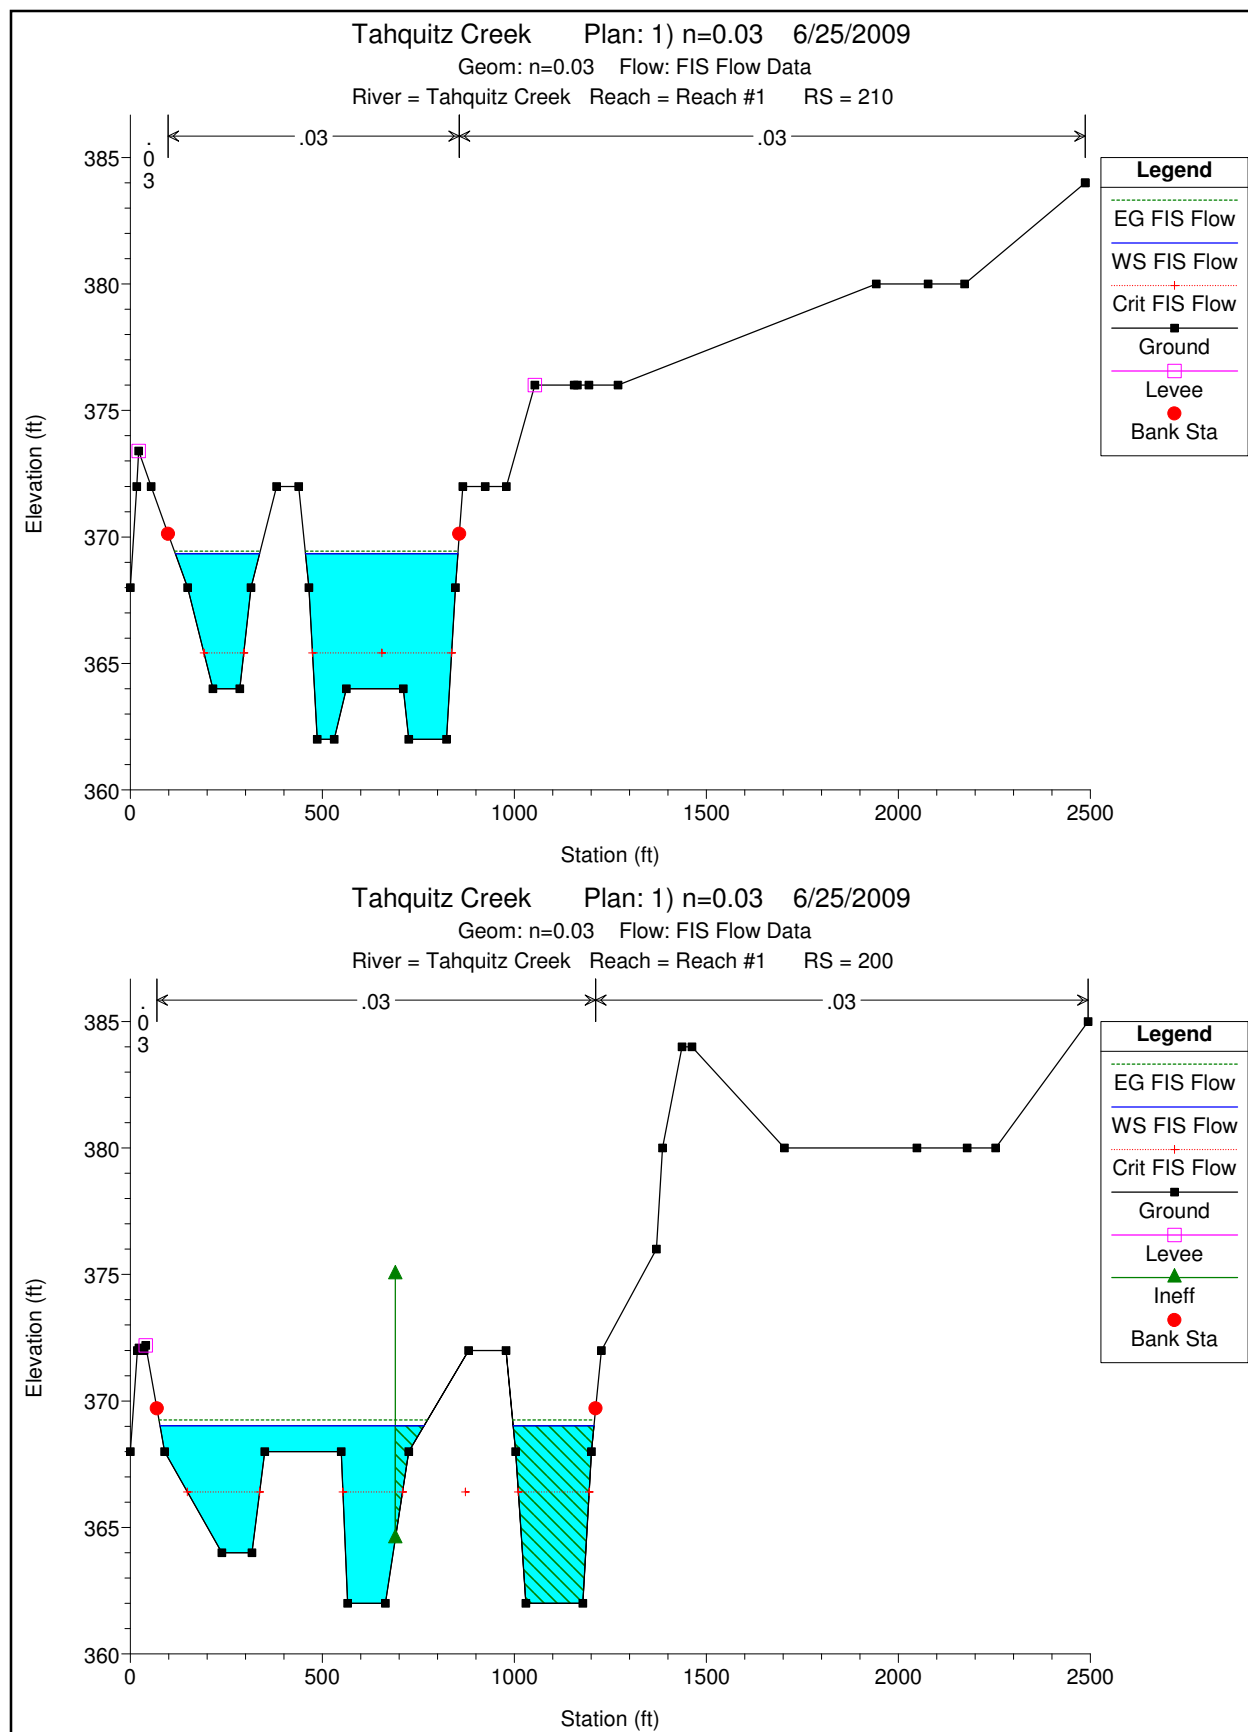 Tahquitz Creek Plan: 1) n=0.03 6/25/2009
Geom: n=0.03 Flow: FIS Flow Data
River = Tahquitz Creek Reach = Reach #1 RS = 210
.03
.03
.03
385
380
375
370
365
360
Elevation (ft)
0
500
1000
1500
2000
2500
Station (ft)
Legend
EG FIS Flow
WS FIS Flow
Crit FIS Flow
Ground
Levee
Bank Sta
Tahquitz Creek Plan: 1) n=0.03 6/25/2009
Geom: n=0.03 Flow: FIS Flow Data
River = Tahquitz Creek Reach = Reach #1 RS = 200
.03
.03
.03
385
380
375
370
365
360
Elevation (ft)
0
500
1000
1500
2000
2500
Station (ft)
Legend
EG FIS Flow
WS FIS Flow
Crit FIS Flow
Ground
Levee
Ineff
Bank Sta